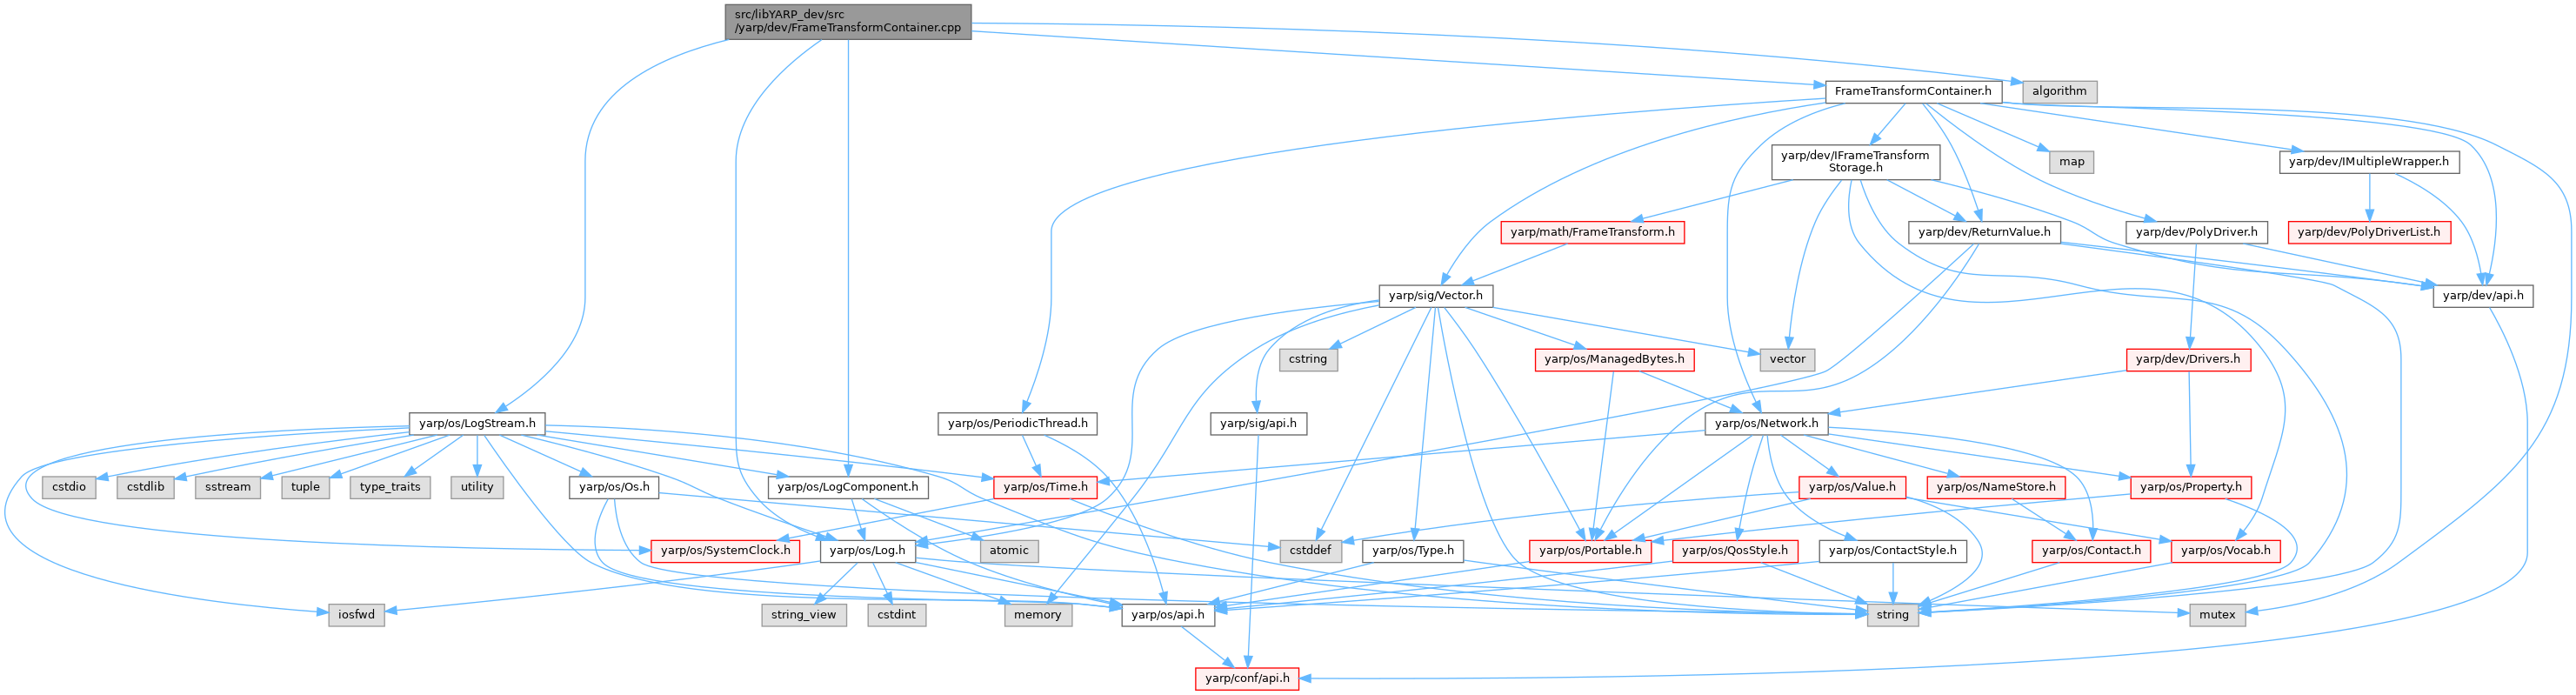 src/libYARP_dev/src
/yarp/dev/FrameTransformContainer.cpp
FrameTransformContainer.h
algorithm
yarp/dev/IFrameTransform
Storage.h
map
yarp/dev/IMultipleWrapper.h
yarp/math/FrameTransform.h
yarp/dev/ReturnValue.h
yarp/dev/PolyDriver.h
yarp/dev/PolyDriverList.h
yarp/sig/Vector.h
yarp/dev/api.h
cstring
yarp/os/ManagedBytes.h
vector
yarp/dev/Drivers.h
yarp/os/LogStream.h
yarp/os/PeriodicThread.h
yarp/sig/api.h
yarp/os/Network.h
cstdio
cstdlib
sstream
tuple
type_traits
utility
yarp/os/Os.h
yarp/os/LogComponent.h
yarp/os/Time.h
yarp/os/Value.h
yarp/os/NameStore.h
yarp/os/Property.h
yarp/os/SystemClock.h
yarp/os/Log.h
atomic
cstddef
yarp/os/Type.h
yarp/os/Portable.h
yarp/os/QosStyle.h
yarp/os/ContactStyle.h
yarp/os/Contact.h
yarp/os/Vocab.h
iosfwd
string_view
cstdint
memory
yarp/os/api.h
string
mutex
yarp/conf/api.h